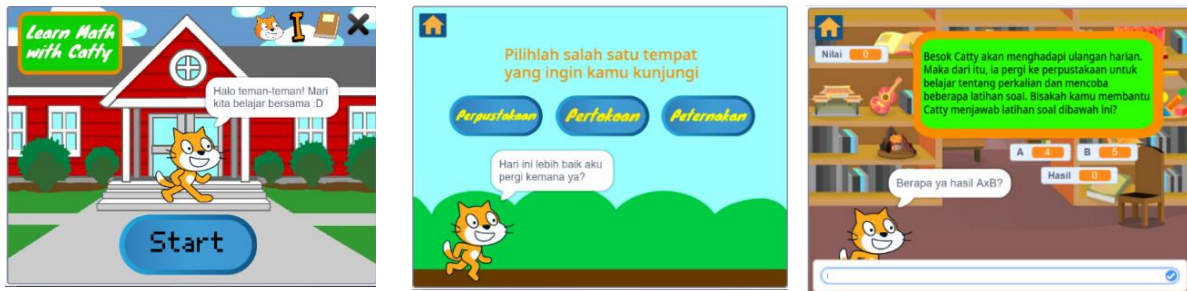 Learn Math
with Catty
I
Halo teman-teman! Mari
kita belajar bersama :D
Start
Pilihlah salah satu tempat
yang ingin kamu kunjungi
Perpustakaan
Pertokoan
Peternakan
Hari ini lebih baik aku
pergi kemana ya?
Nilai 0
Besok Catty akan menghadapi ulangan harian.
Maka dari itu, ia pergi ke perpustakaan untuk
belajar tentang perkalian dan mencoba
beberapa latihan soal. Bisakah kamu membantu
Catty menjawab latihan soal dibawah ini?
A 4
B 5
Hasil 0
Berapa ya hasil AxB?